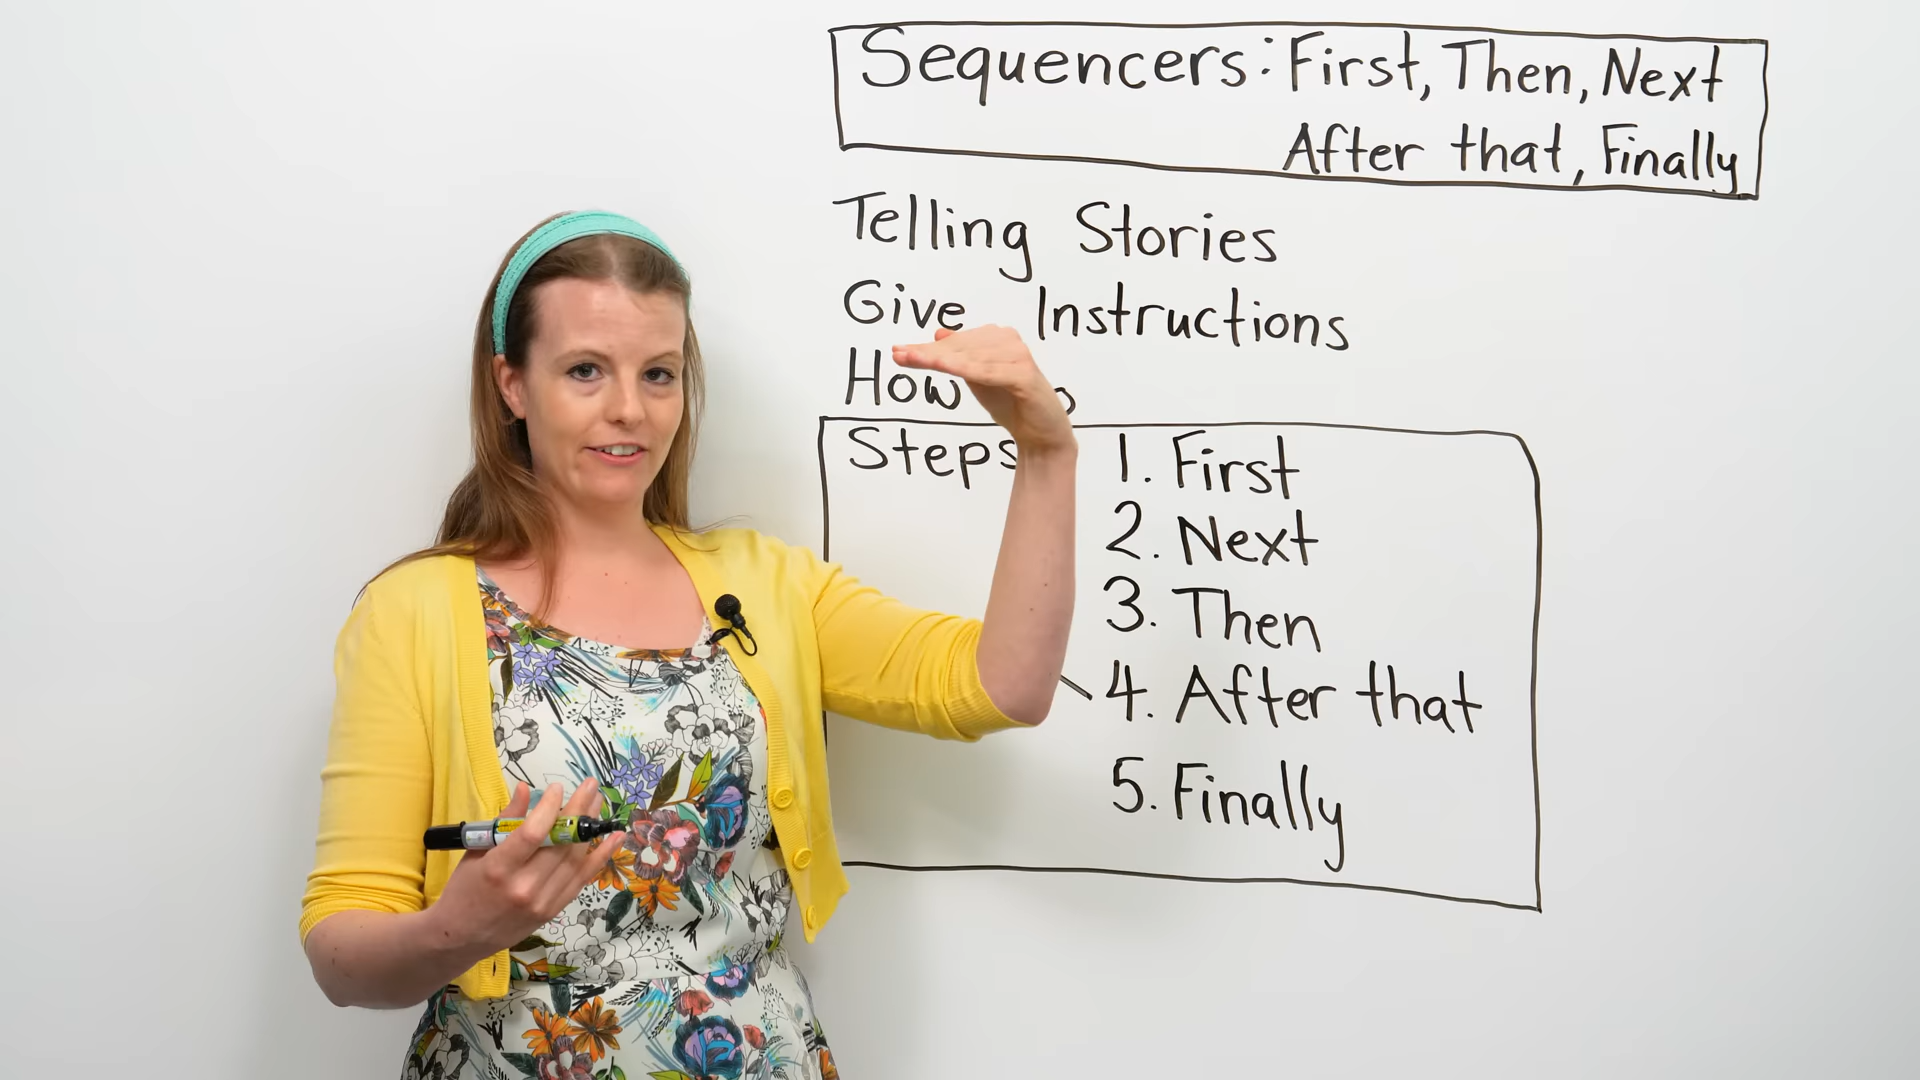 Sequencers: First, Then, Next
After that, Finally
Telling Stories
Give Instructions
How
Steps
1. First
2. Next
3. Then
4. After that
5. Finally